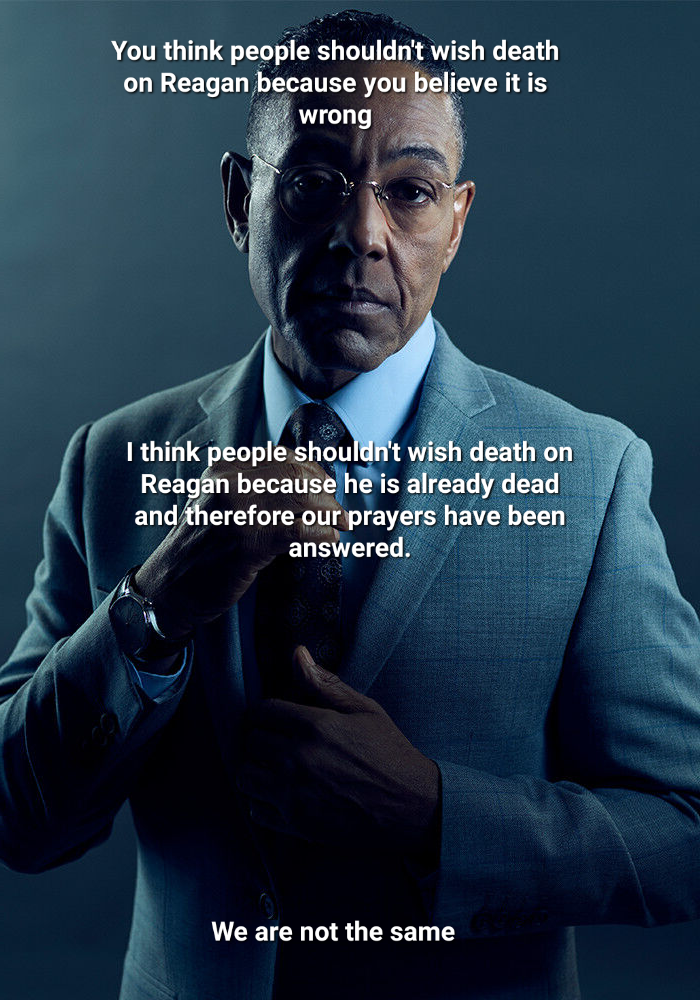 You think people shouldn't wish death
on Reagan because you believe it is
wrong
I think people shouldn't wish death on
Reagan because he is already dead
and therefore our prayers have been
answered.
We are not the same